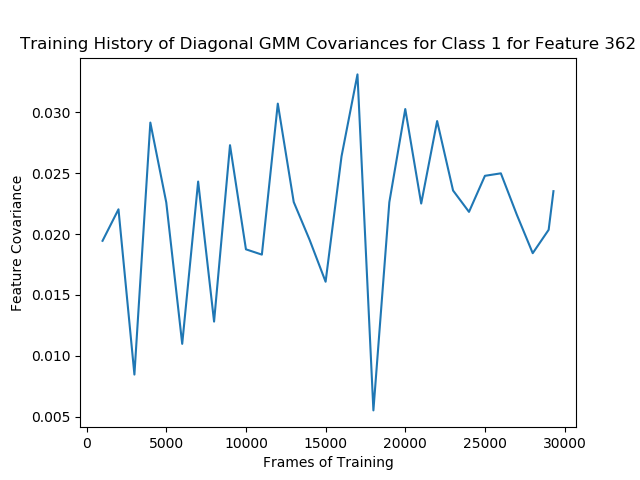 Training History of Diagonal GMM Covariances for Class 1 for Feature 362
0.030
0.025
0.020
0.015
0.010
0.005
Feature Covariance
0 5000 10000 15000 20000 25000 30000
Frames of Training